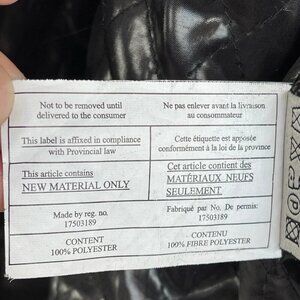 Not to be removed until
delivered to the consumer
Ne pas enlever avant la livraison
au consommateur
This label is affixed in compliance
with Provincial law
Cette étiquette est apposée
conformément à la loi de la province
This article contains
NEW MATERIAL ONLY
Cet article contient des
MATÉRIAUX NEUFS
SEULEMENT
Made by reg. no.
17503189
Fabriqué par No. De permis:
17503189
CONTENT
100% POLYESTER
CONTENU
100% FIBRE POLYESTER